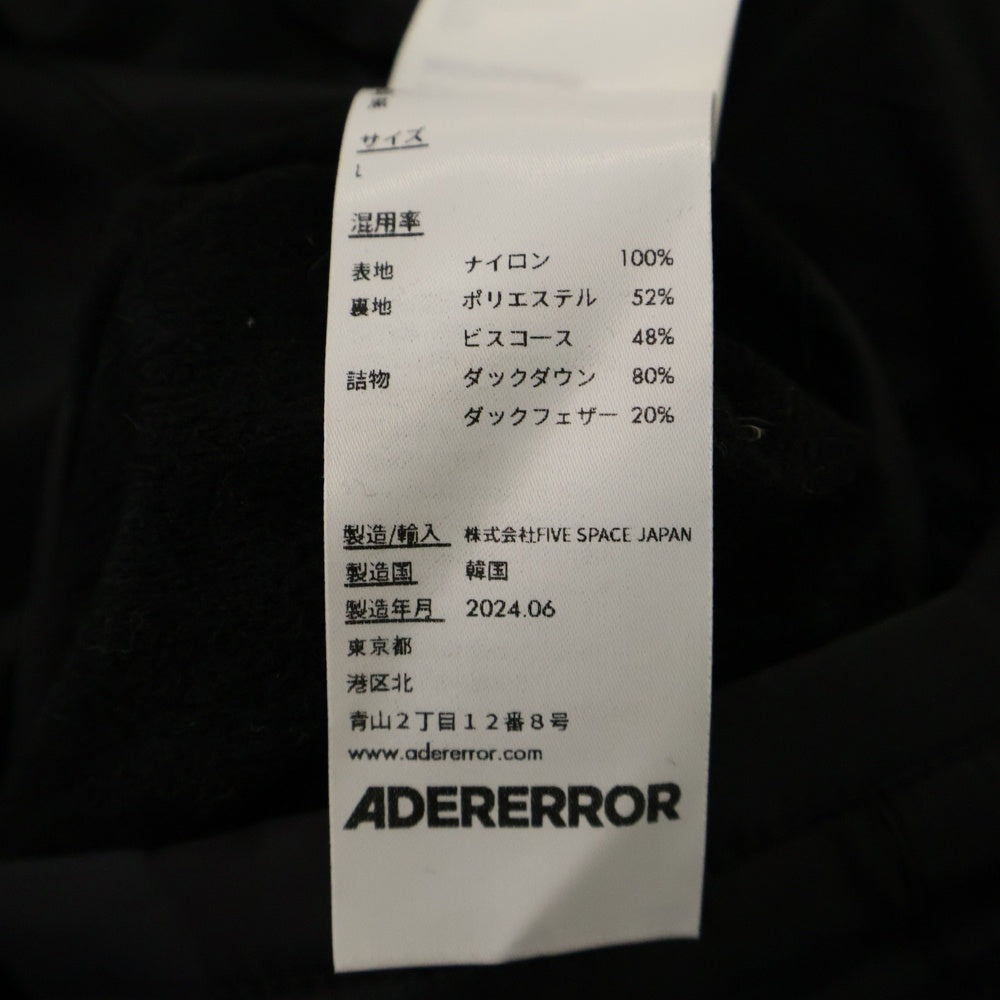 黒
サイズ
L
混用率
表地 ナイロン 100%
裏地 ポリエステル 52%
ビスコース 48%
詰物 ダックダウン 80%
ダックフェザー 20%
製造/輸入 株式会社FIVE SPACE JAPAN
製造国 韓国
製造年月 2024.06
東京都
港区北
青山２丁目１２番８号
www.adererror.com
ADERERROR